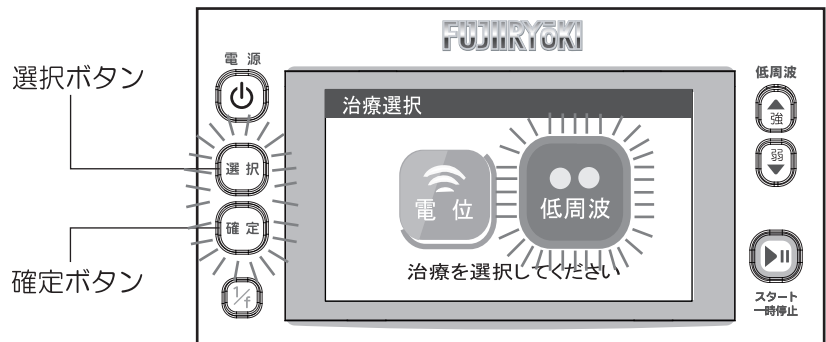 FUJIIRYōKI
電源
選択ボタン
選択
確定
確定ボタン
1/f
治療選択
電位
低周波
治療を選択してください
低周波
強
弱
スタート
一時停止